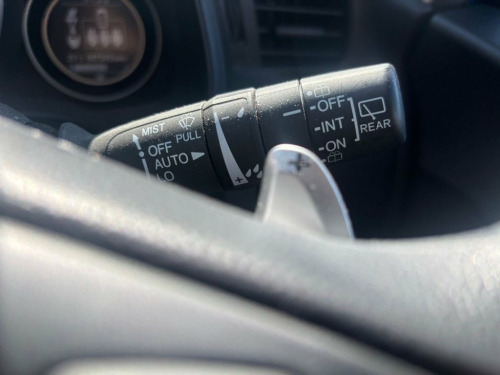 MIST
PULL
OFF
AUTO
LO
- +
OFF
INT
ON
REAR
+